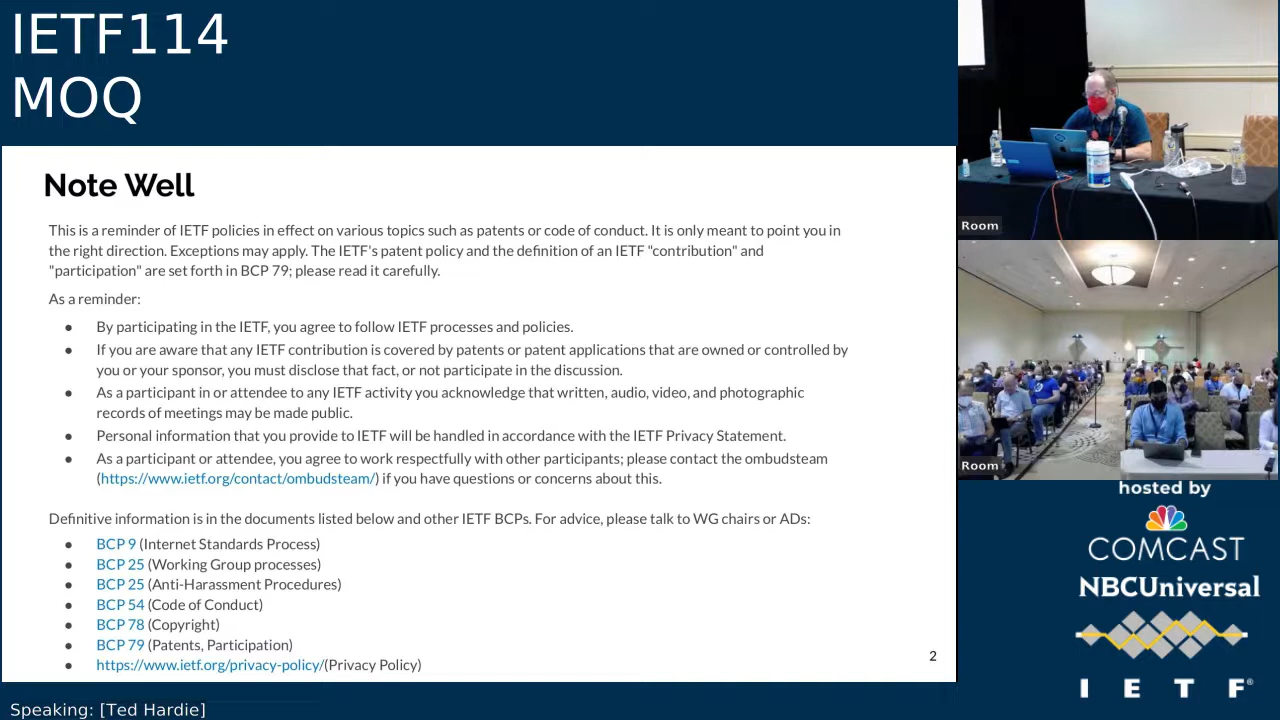 IETF114
MOQ
Note Well
This is a reminder of IETF policies in effect on various topics such as patents or code of conduct. It is only meant to point you in
the right direction. Exceptions may apply. The IETF's patent policy and the definition of an IETF "contribution" and
"participation" are set forth in BCP 79; please read it carefully.
As a reminder:
● By participating in the IETF, you agree to follow IETF processes and policies.
● If you are aware that any IETF contribution is covered by patents or patent applications that are owned or controlled by
you or your sponsor, you must disclose that fact, or not participate in the discussion.
● As a participant in or attendee to any IETF activity you acknowledge that written, audio, video, and photographic
records of meetings may be made public.
● Personal information that you provide to IETF will be handled in accordance with the IETF Privacy Statement.
● As a participant or attendee, you agree to work respectfully with other participants; please contact the ombudsteam
(https://www.ietf.org/contact/ombudsteam/) if you have questions or concerns about this.
Definitive information is in the documents listed below and other IETF BCPs. For advice, please talk to WG chairs or ADs:
● BCP 9 (Internet Standards Process)
● BCP 25 (Working Group processes)
● BCP 25 (Anti-Harassment Procedures)
● BCP 54 (Code of Conduct)
● BCP 78 (Copyright)
● BCP 79 (Patents, Participation)
● https://www.ietf.org/privacy-policy/(Privacy Policy)
2
Speaking: [Ted Hardie]
Room
Room
hosted by
COMCAST
NBCUniversal
I E T F®